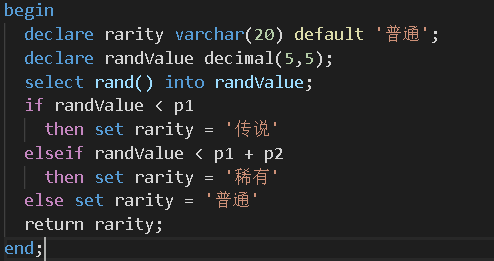 begin
  declare rarity varchar(20) default '普通';
  declare randValue decimal(5,5);
  select rand() into randValue;
  if randValue < p1
    then set rarity = '传说'
  elseif randValue < p1 + p2
    then set rarity = '稀有'
  else set rarity = '普通'
  return rarity;
end;